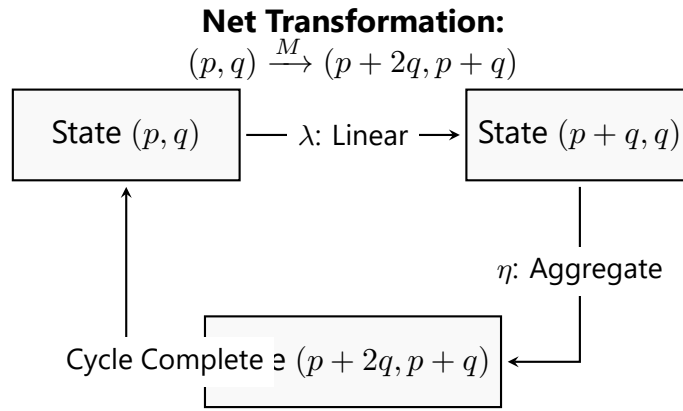 Net Transformation:
(p, q) —M→ (p + 2q, p + q)
State (p, q)
λ: Linear
State (p + q, q)
η: Aggregate
Cycle Complete
(p + 2q, p + q)